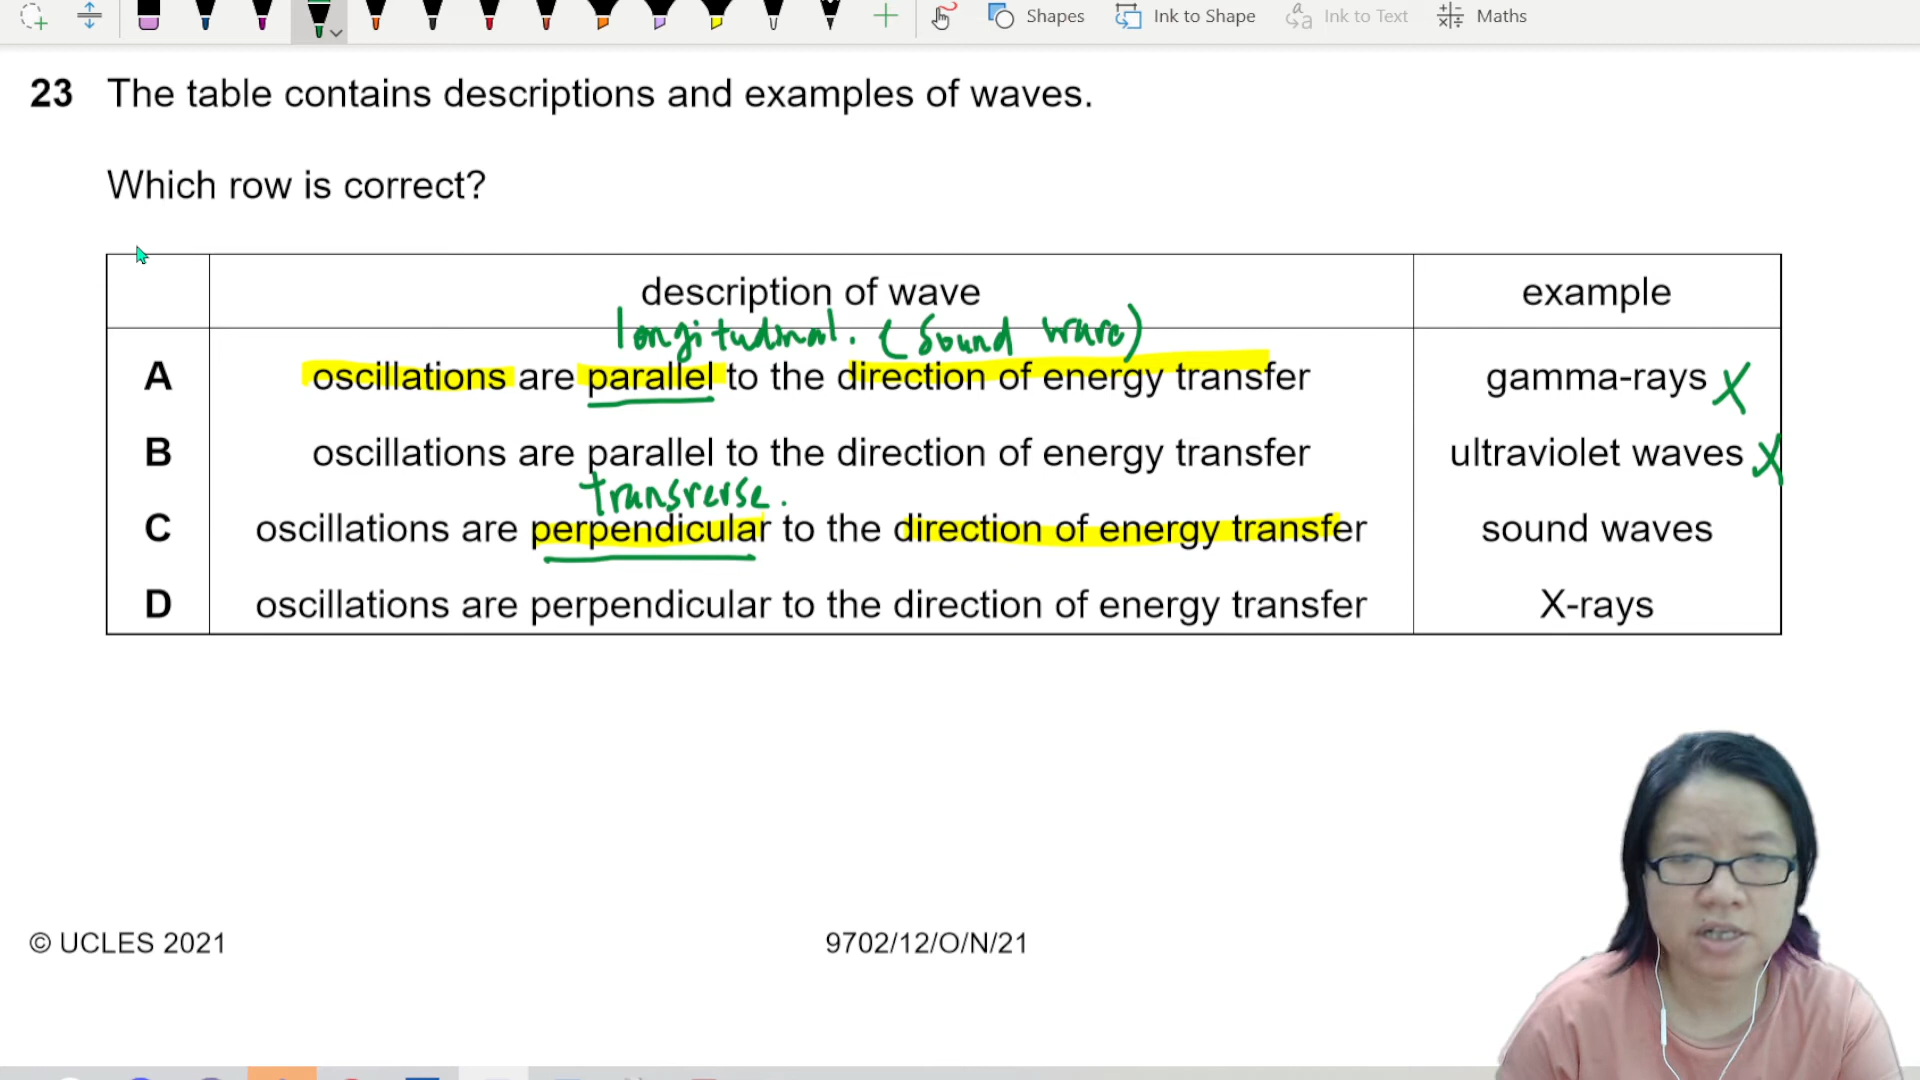 Shapes Ink to Shape Ink to Text Maths
23 The table contains descriptions and examples of waves.
Which row is correct?
description of wave example
longitudinal. (Sound wave)
A oscillations are parallel to the direction of energy transfer gamma-rays X
B oscillations are parallel to the direction of energy transfer ultraviolet waves X
transverse.
C oscillations are perpendicular to the direction of energy transfer sound waves
D oscillations are perpendicular to the direction of energy transfer X-rays
© UCLES 2021 9702/12/O/N/21